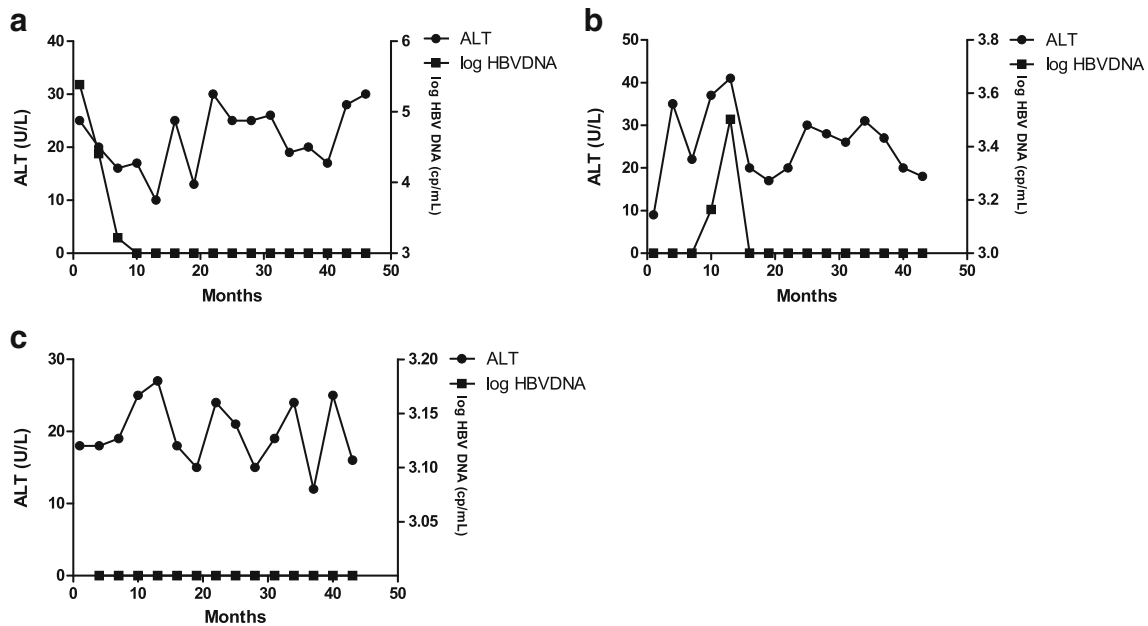 a
40
30
20
10
0
ALT (U/L)
0 10 20 30 40 50
Months
6
5
4
3
log HBV DNA (cp/mL)
ALT
log HBVDNA
b
50
40
30
20
10
0
ALT (U/L)
0 10 20 30 40 50
Months
3.8
3.6
3.4
3.2
3.0
log HBV DNA (cp/mL)
ALT
log HBVDNA
c
30
20
10
0
ALT (U/L)
0 10 20 30 40 50
Months
3.20
3.15
3.10
3.05
log HBV DNA (cp/mL)
ALT
log HBVDNA